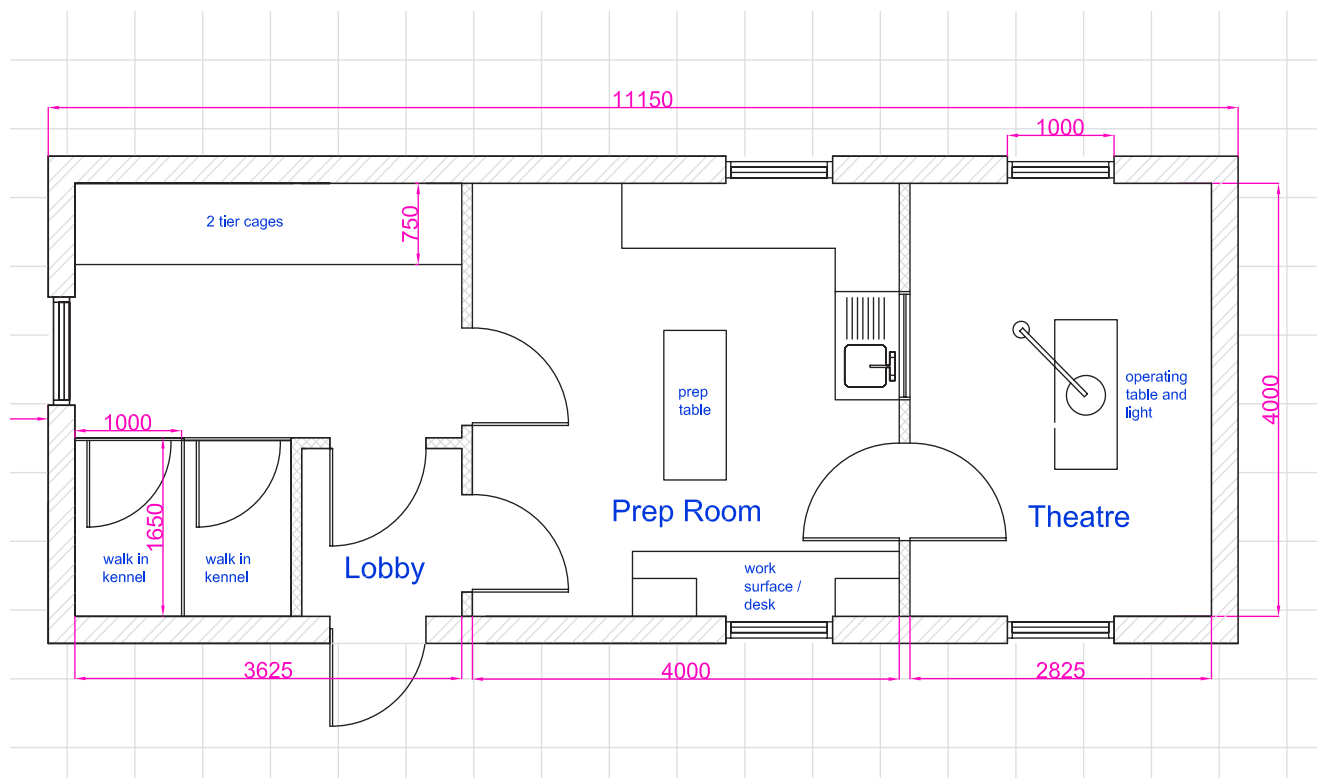 11150
1000
2 tier cages
750
prep
table
operating
table and
light
4000
1000
1650
walk in
kennel
walk in
kennel
Lobby
Prep Room
Theatre
work
surface /
desk
3625
4000
2825